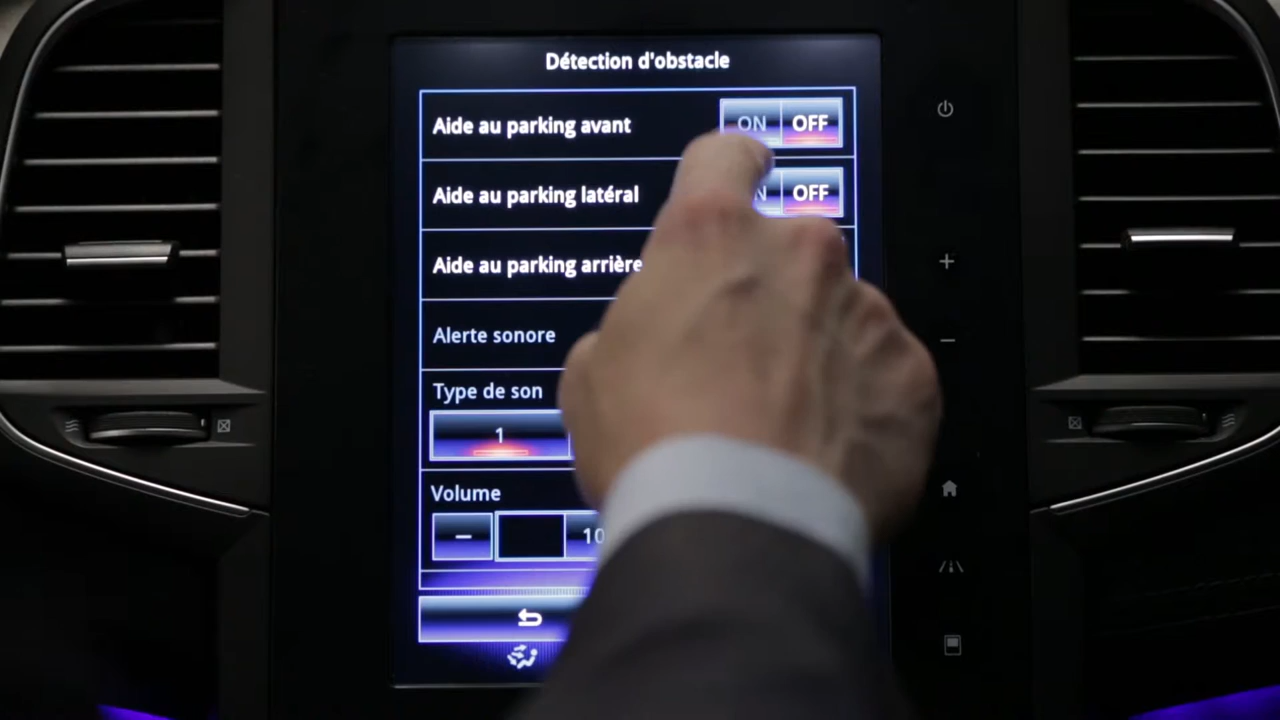 Détection d'obstacle
Aide au parking avant ON OFF
Aide au parking latéral OFF
Aide au parking arrière
Alerte sonore
Type de son
1
Volume
− 10
+
−